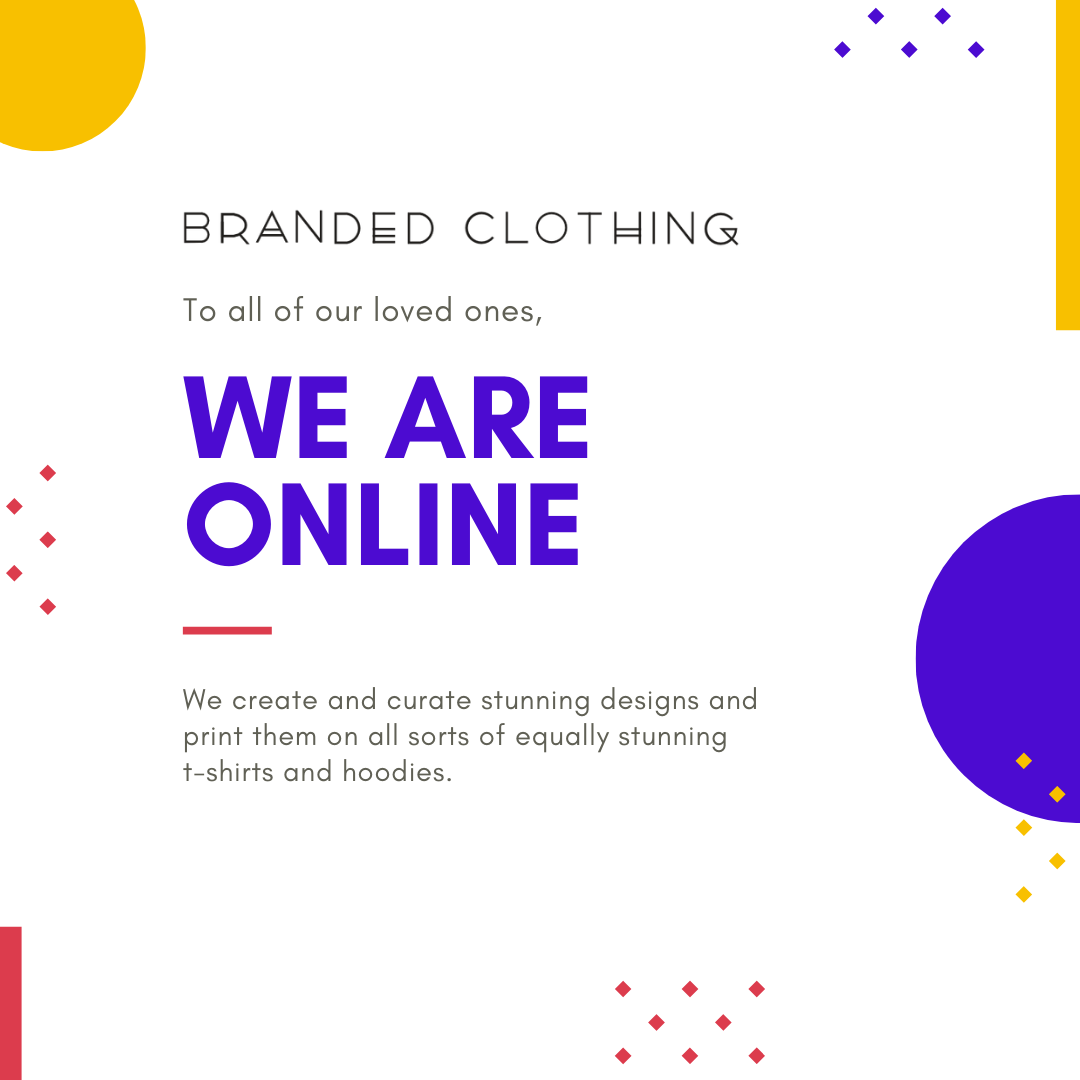 BRANDED CLOTHING
To all of our loved ones,
WE ARE
ONLINE
We create and curate stunning designs and
print them on all sorts of equally stunning
t-shirts and hoodies.